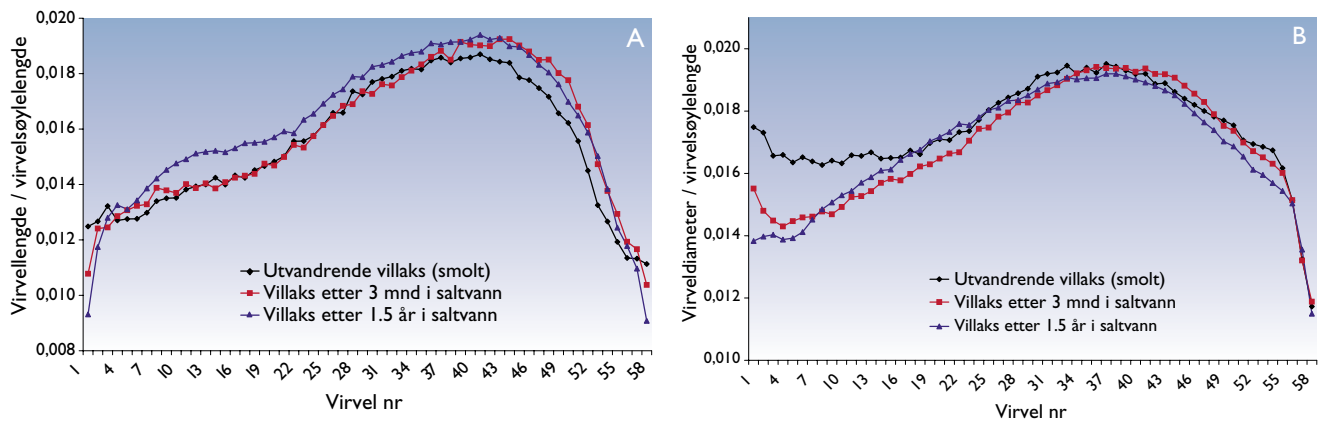 A
Virvellengde / virvelsøylelengde
0,020
0,018
0,016
0,014
0,012
0,010
0,008
Utvandrende villaks (smolt)
Villaks etter 3 mnd i saltvann
Villaks etter 1.5 år i saltvann
1 4 7 10 13 16 19 22 25 28 31 34 37 40 43 46 49 52 55 58
Virvel nr
B
Virveldiameter / virvelsøylelengde
0,020
0,018
0,016
0,014
0,012
0,010
Utvandrende villaks (smolt)
Villaks etter 3 mnd i saltvann
Villaks etter 1.5 år i saltvann
1 4 7 10 13 16 19 22 25 28 31 34 37 40 43 46 49 52 55 58
Virvel nr